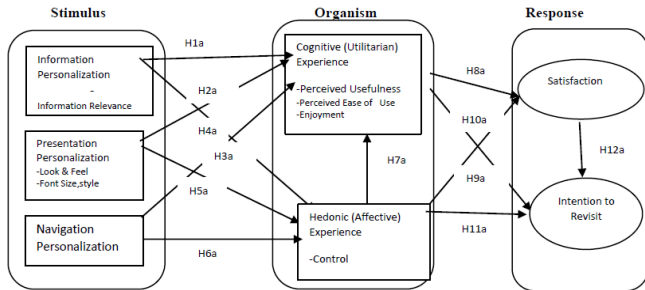 Stimulus
Organism
Response
Information
Personalization
-
Information Relevance
Presentation
Personalization
-Look & Feel
-Font Size,style
Navigation
Personalization
H1a
H2a
H4a
H3a
H5a
H6a
Cognitive (Utilitarian)
Experience
-Perceived Usefulness
-Perceived Ease of Use
-Enjoyment
H7a
Hedonic (Affective)
Experience
-Control
H8a
H10a
H9a
H11a
Satisfaction
H12a
Intention to
Revisit